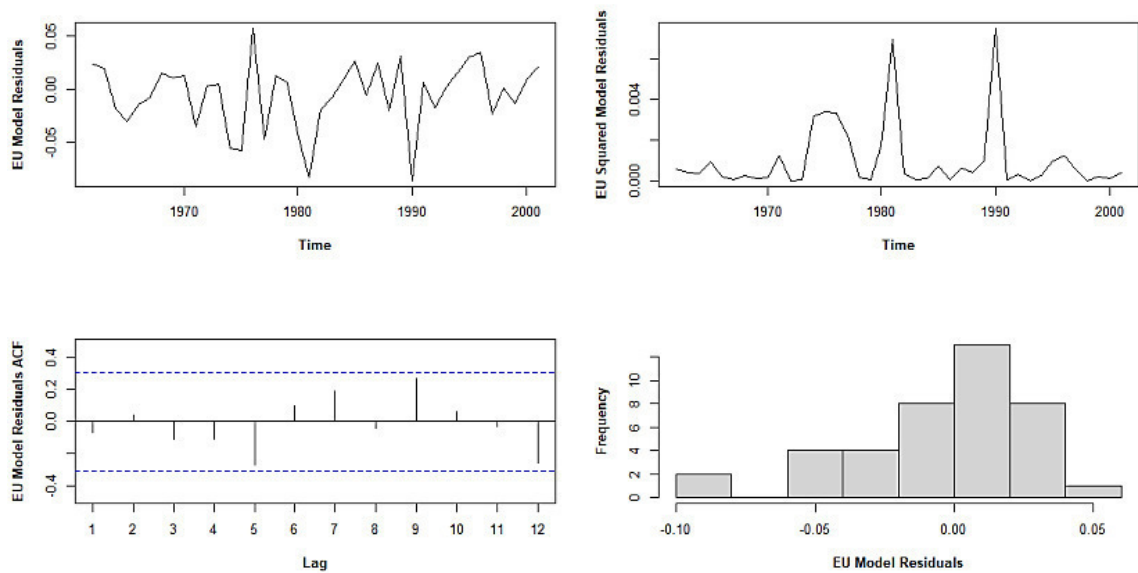 EU Model Residuals
0.05
0.00
-0.05
1970 1980 1990 2000
Time
EU Squared Model Residuals
0.004
0.000
1970 1980 1990 2000
Time
EU Model Residuals ACF
0.4
0.2
0.0
-0.4
1 2 3 4 5 6 7 8 9 10 11 12
Lag
Frequency
10
8
6
4
2
0
-0.10 -0.05 0.00 0.05
EU Model Residuals